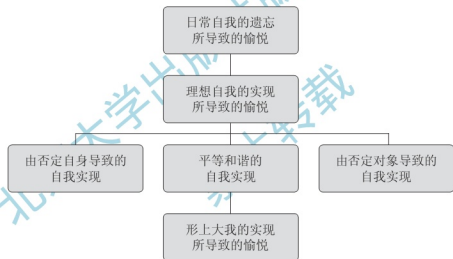 日常自我的遗忘
所导致的愉悦
理想自我的实现
所导致的愉悦
由否定自身导致的
自我实现
平等和谐的
自我实现
由否定对象导致的
自我实现
形上大我的实现
所导致的愉悦